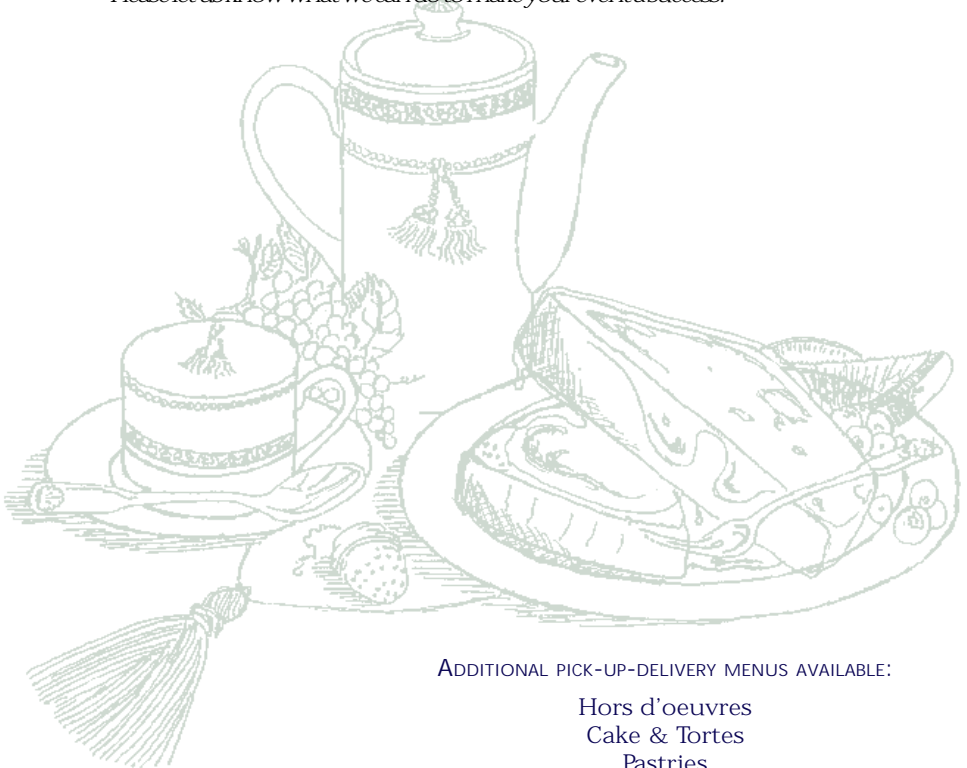 Please let us know what we can do to make your event a success.
ADDITIONAL PICK-UP-DELIVERY MENUS AVAILABLE:
Hors d'oeuvres
Cake & Tortes
Pastries